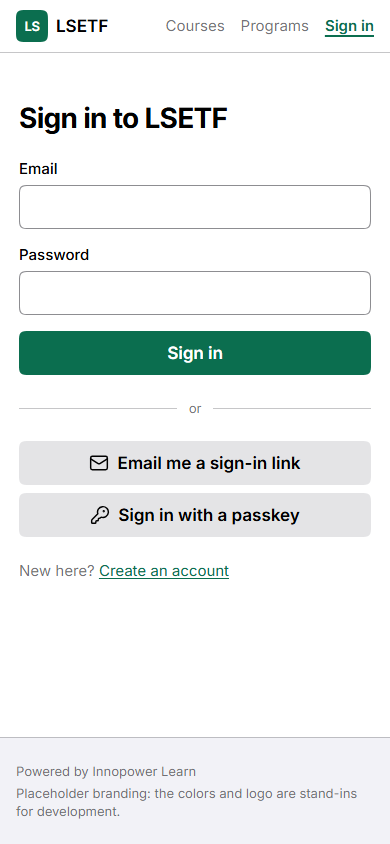 LS LSETF Courses Programs Sign in
Sign in to LSETF
Email
Password
Sign in
or
Email me a sign-in link
Sign in with a passkey
New here? Create an account
Powered by Innopower Learn
Placeholder branding: the colors and logo are stand-ins
for development.